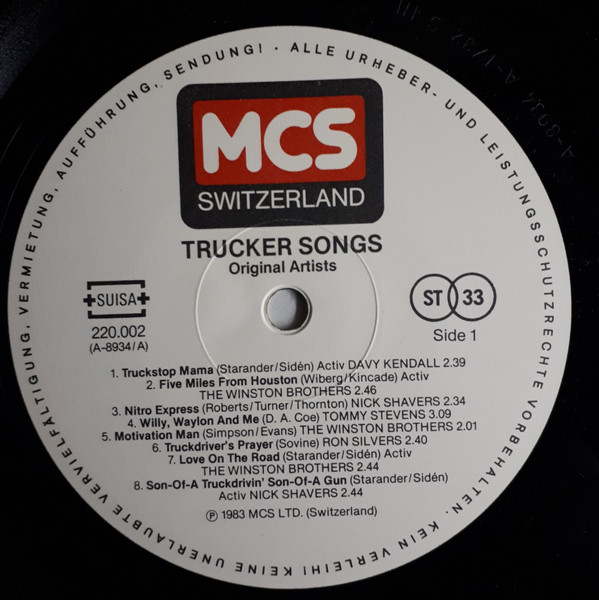 MCS
SWITZERLAND
TRUCKER SONGS
Original Artists
SUISA
220.002
(A-8934/A)
ST 33
Side 1
1. Truckstop Mama (Starander/Sidén) Activ DAVY KENDALL 2.39
2. Five Miles From Houston (Wiberg/Kincade) Activ
THE WINSTON BROTHERS 2.46
3. Nitro Express (Roberts/Turner/Thornton) NICK SHAVERS 2.34
4. Willy, Waylon And Me (D. A. Coe) TOMMY STEVENS 3.09
5. Motivation Man (Simpson/Evans) THE WINSTON BROTHERS 2.01
6. Truckdriver's Prayer (Sovine) RON SILVERS 2.40
7. Love On The Road (Starander/Sidén) Activ
THE WINSTON BROTHERS 2.44
8. Son-Of-A Truckdrivin' Son-Of-A Gun (Starander/Sidén)
Activ NICK SHAVERS 2.44
Ⓟ 1983 MCS LTD. (Switzerland)
ALLE URHEBER- UND LEISTUNGSSCHUTZRECHTE VORBEHALTEN. KEIN VERLEIH! KEINE UNERLAUBTE VERVIELFÄLTIGUNG, VERMIETUNG, AUFFÜHRUNG, SENDUNG! ·